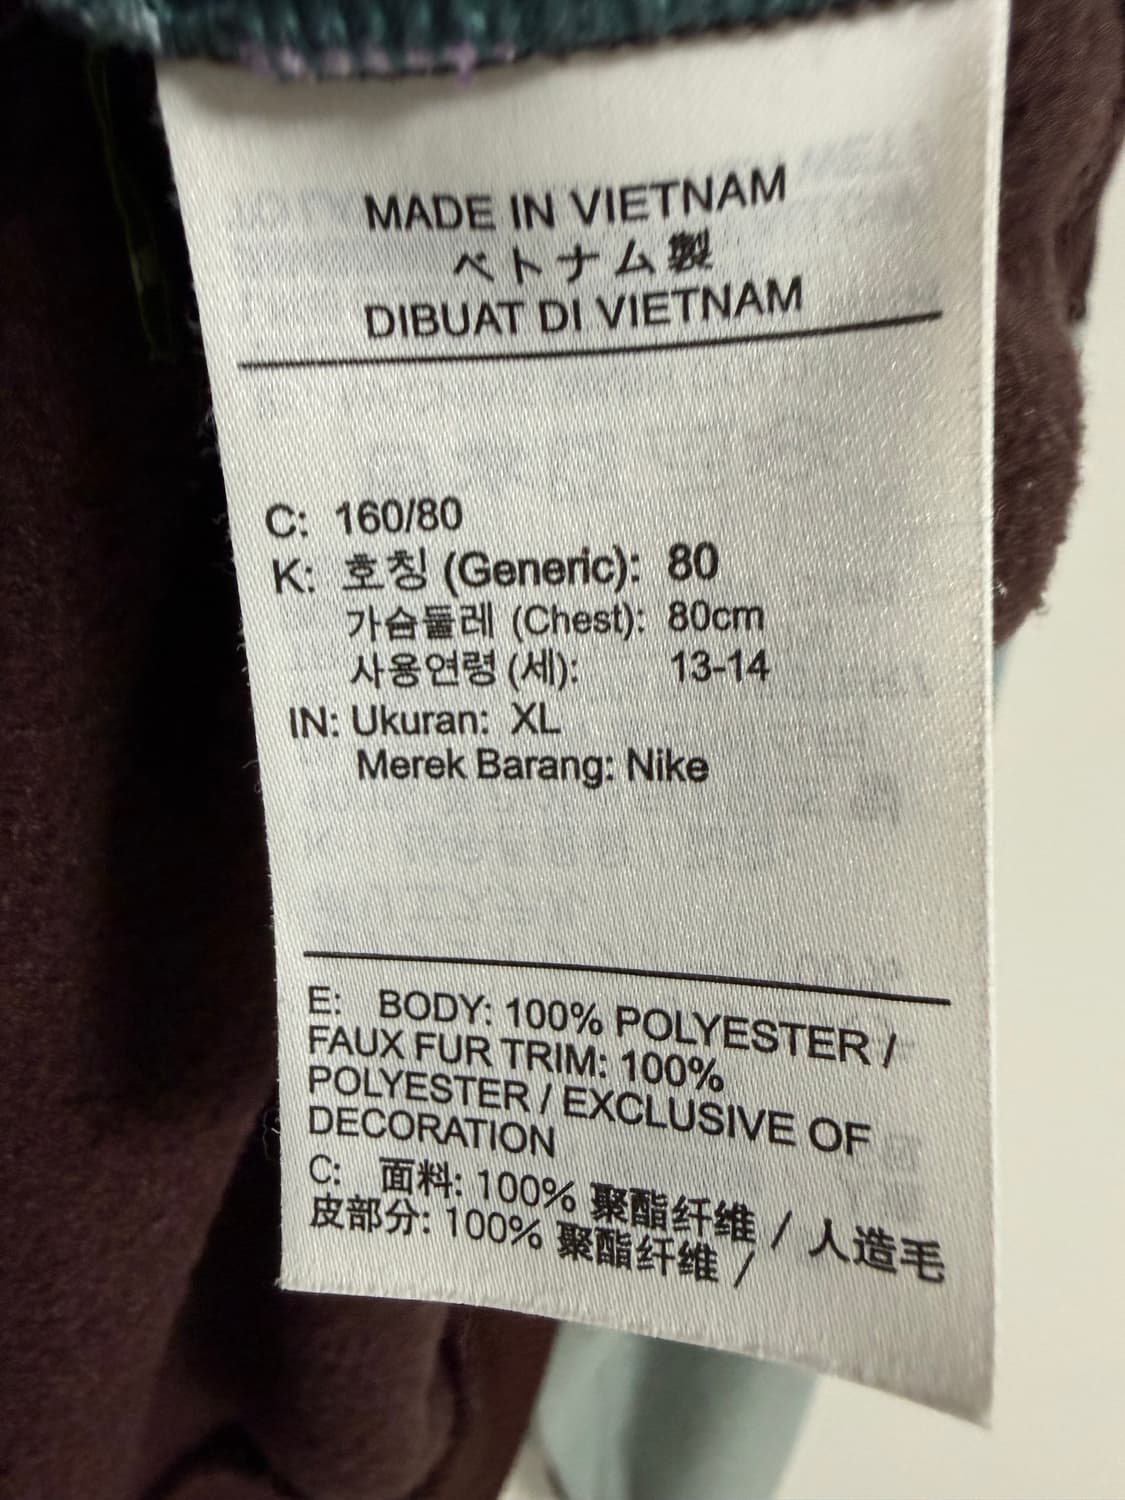 MADE IN VIETNAM
ベトナム製
DIBUAT DI VIETNAM
C: 160/80
K: 호칭 (Generic): 80
가슴둘레 (Chest): 80cm
사용연령 (세): 13-14
IN: Ukuran: XL
Merek Barang: Nike
E: BODY: 100% POLYESTER /
FAUX FUR TRIM: 100%
POLYESTER / EXCLUSIVE OF
DECORATION
C: 面料: 100% 聚酯纤维 / 人造毛
皮部分: 100% 聚酯纤维 /